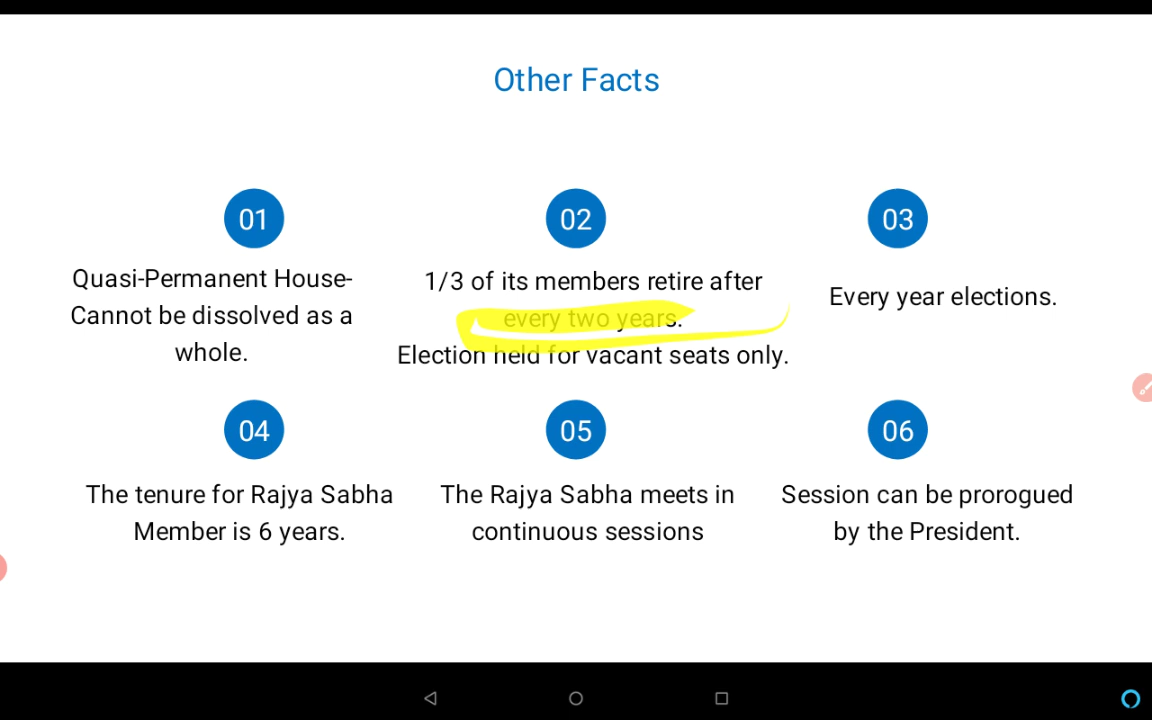 Other Facts
01
Quasi-Permanent House-
Cannot be dissolved as a
whole.
02
1/3 of its members retire after
every two years.
Election held for vacant seats only.
03
Every year elections.
04
The tenure for Rajya Sabha
Member is 6 years.
05
The Rajya Sabha meets in
continuous sessions
06
Session can be prorogued
by the President.